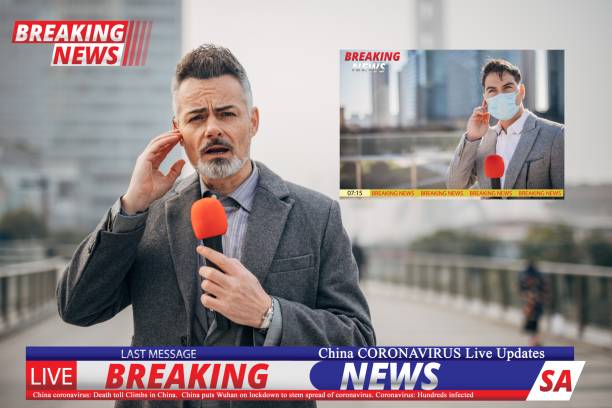 BREAKING
NEWS
BREAKING
NEWS
07:15 BREAKING NEWS BREAKING NEWS BREAKING NEWS BREAKING NEWS
LAST MESSAGE China CORONAVIRUS Live Updates
LIVE BREAKING NEWS SA
China coronavirus: Death toll Climbs in China. China puts Wuhan on lockdown to stem spread of coronavirus. Coronavirus: Hundreds infected